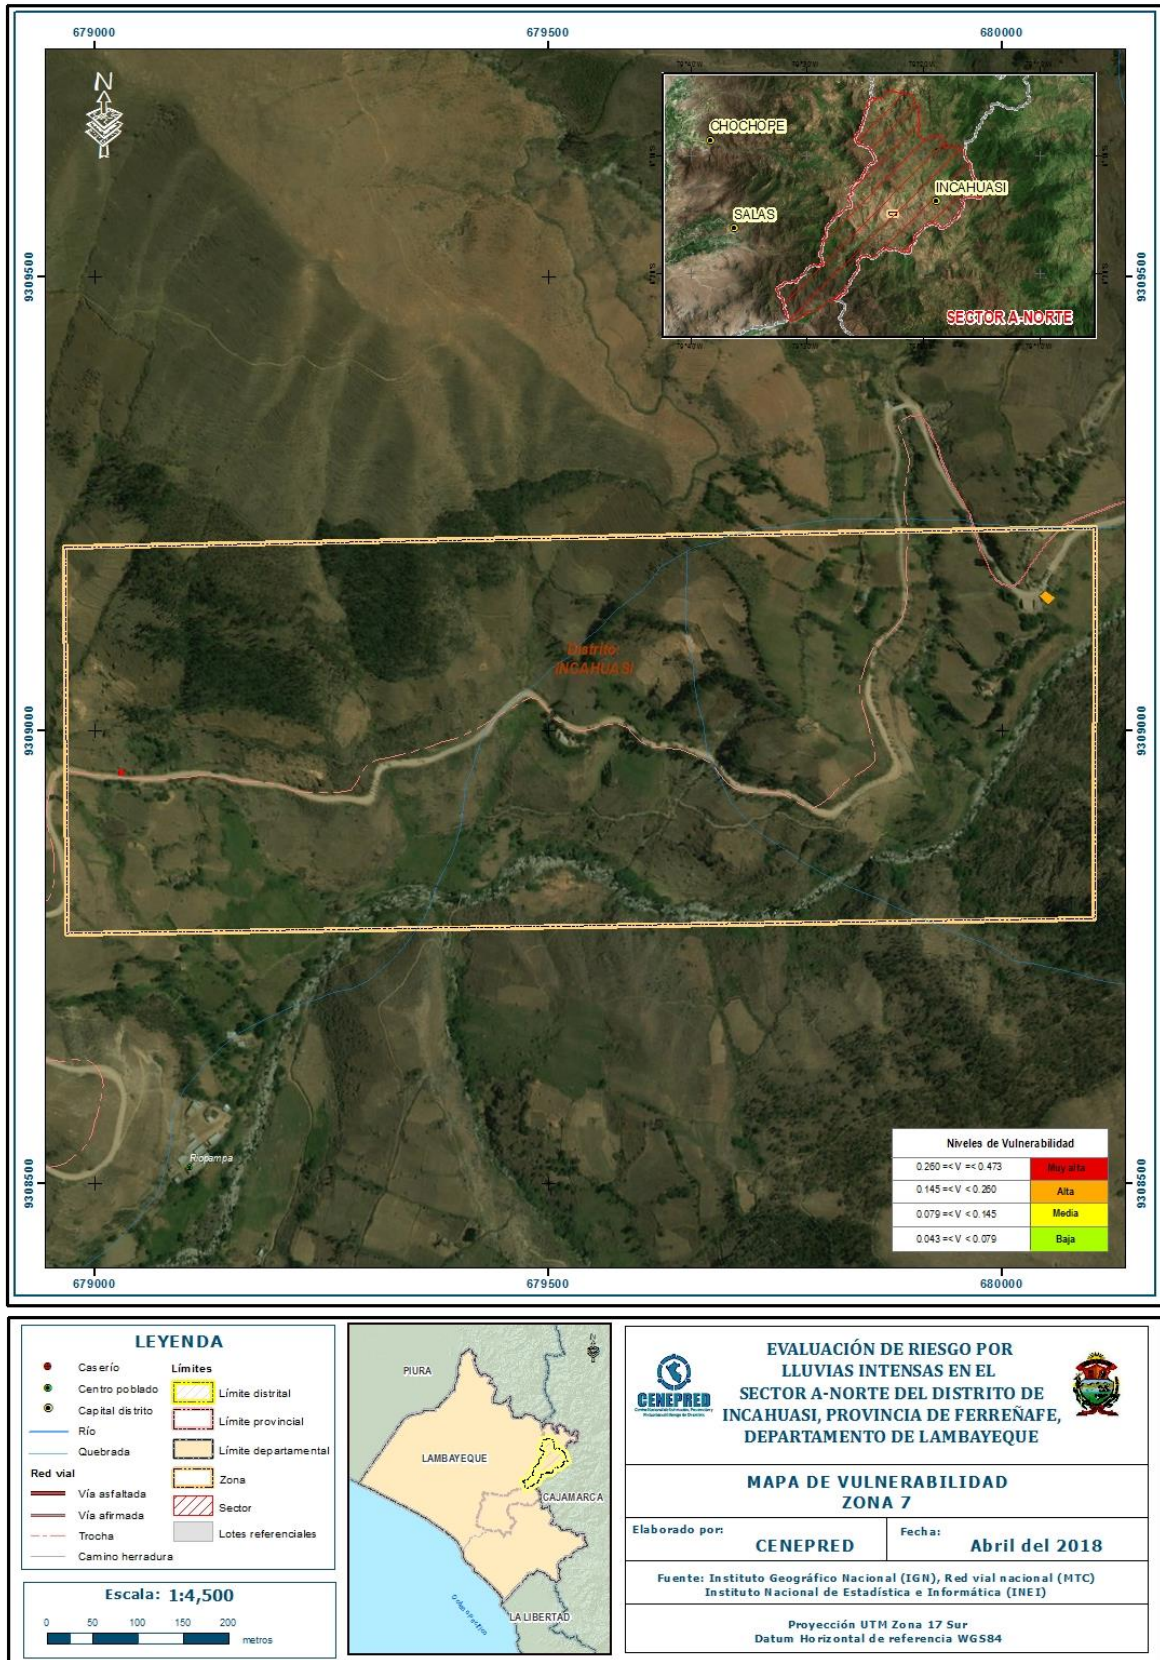 679000
679500
680000
N
CHOCHOPE
INCAHUASI
SALAS
SECTOR A-NORTE
9309500
9309500
Distrito:
INCAHUASI
9309000
9309000
Riopampa
Niveles de Vulnerabilidad
0.260 =< V =< 0.473 Muy alta
0.145 =< V < 0.260 Alta
0.079 =< V < 0.145 Media
0.043 =< V < 0.079 Baja
9308500
9308500
679000
679500
680000
LEYENDA
Caserío
Centro poblado
Capital distrito
Río
Quebrada
Red vial
Vía asfaltada
Vía afirmada
Trocha
Camino herradura
Límites
Límite distrital
Límite provincial
Límite departamental
Zona
Sector
Lotes referenciales
Escala: 1:4,500
0 50 100 150 200
metros
PIURA
LAMBAYEQUE
CAJAMARCA
LA LIBERTAD
CENEPRED
EVALUACIÓN DE RIESGO POR
LLUVIAS INTENSAS EN EL
SECTOR A-NORTE DEL DISTRITO DE
INCAHUASI, PROVINCIA DE FERREÑAFE,
DEPARTAMENTO DE LAMBAYEQUE
MAPA DE VULNERABILIDAD
ZONA 7
Elaborado por:
CENEPRED
Fecha:
Abril del 2018
Fuente: Instituto Geográfico Nacional (IGN), Red vial nacional (MTC)
Instituto Nacional de Estadística e Informática (INEI)
Proyección UTM Zona 17 Sur
Datum Horizontal de referencia WGS84